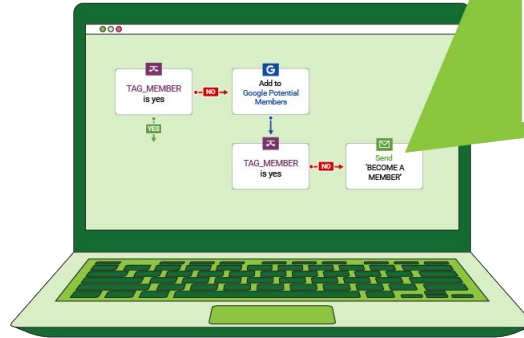 TAG_MEMBER
is yes
NO
G
Add to
Google Potential
Members
YES
TAG_MEMBER
is yes
NO
Send
'BECOME A
MEMBER'